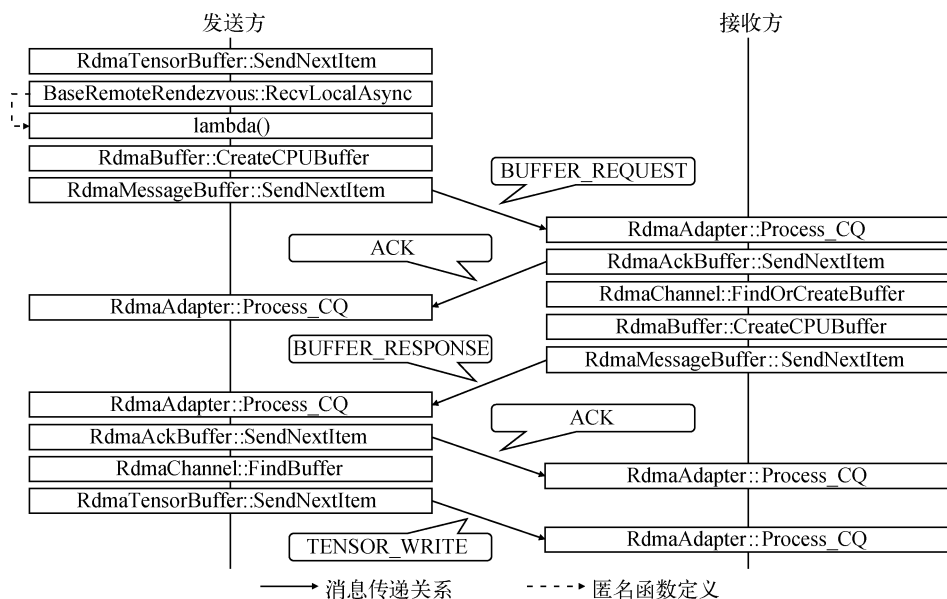 发送方
接收方
RdmaTensorBuffer::SendNextItem
BaseRemoteRendezvous::RecvLocalAsync
lambda()
RdmaBuffer::CreateCPUBuffer
RdmaMessageBuffer::SendNextItem
BUFFER_REQUEST
RdmaAdapter::Process_CQ
ACK
RdmaAckBuffer::SendNextItem
RdmaAdapter::Process_CQ
RdmaChannel::FindOrCreateBuffer
RdmaBuffer::CreateCPUBuffer
BUFFER_RESPONSE
RdmaMessageBuffer::SendNextItem
RdmaAdapter::Process_CQ
ACK
RdmaAckBuffer::SendNextItem
RdmaChannel::FindBuffer
RdmaAdapter::Process_CQ
RdmaTensorBuffer::SendNextItem
TENSOR_WRITE
RdmaAdapter::Process_CQ
消息传递关系
匿名函数定义